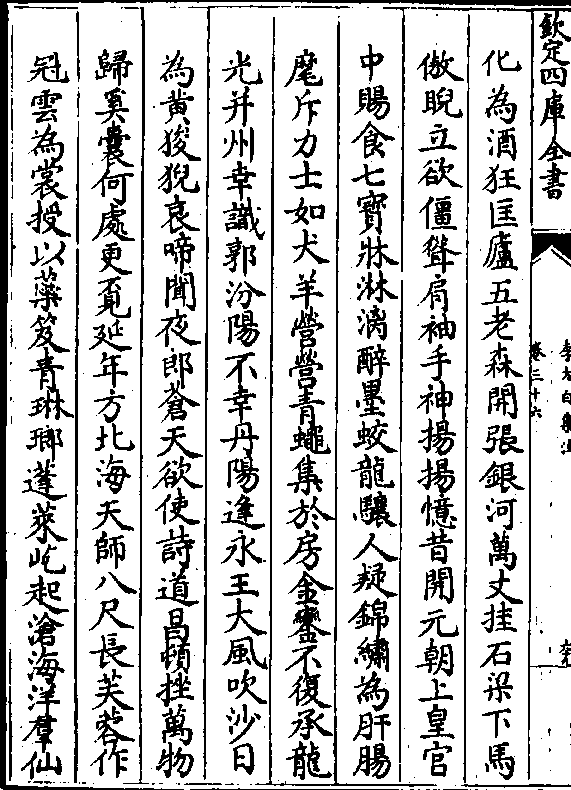 欽定四庫全書
李太白集注
卷三十六
化為酒狂匡廬五老森開張銀河萬丈挂石梁下馬
傲睨立欲僵聳肩袖手神揚揚憶昔開元朝上皇官
中賜食七寳牀淋漓醉墨蛟龍驤人疑錦繡為肝腸
麾斥力士如犬羊營營青蠅集於房金鑾不復承龍
光并州幸識郭汾陽不幸丹陽逢永王大風吹沙日
為黄狻猊哀啼聞夜郎蒼天欲使詩道昌頓挫萬物
歸奚囊何處更覔延年方北海天師八尺長芙蓉作
冠雲為裳授以蘂笈青琳瑯蓬萊屹起滄海洋羣仙